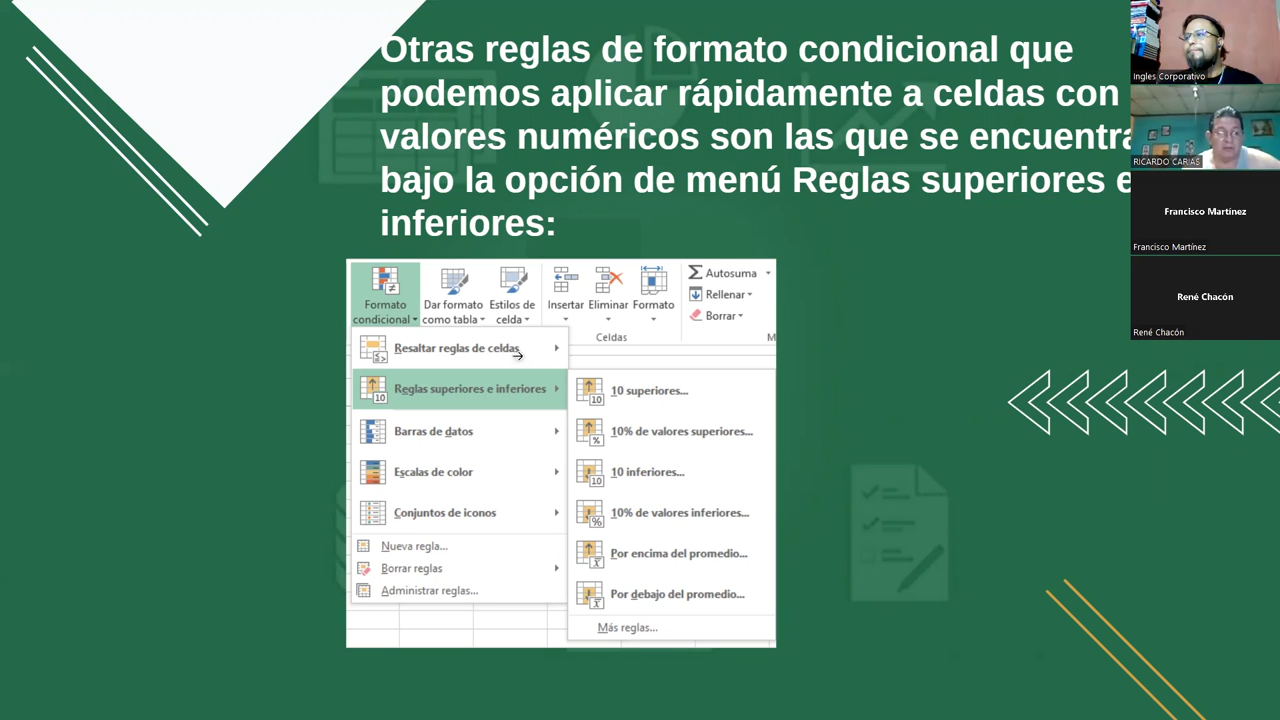 Otras reglas de formato condicional que
podemos aplicar rápidamente a celdas con
valores numéricos son las que se encuentra
bajo la opción de menú Reglas superiores e
inferiores:
Formato
condicional
Dar formato
como tabla
Estilos de
celda
Insertar
Eliminar
Formato
Celdas
Autosuma
Rellenar
Borrar
M
Resaltar reglas de celdas
Reglas superiores e inferiores
Barras de datos
Escalas de color
Conjuntos de iconos
Nueva regla...
Borrar reglas
Administrar reglas...
10 superiores...
10% de valores superiores...
10 inferiores...
10% de valores inferiores...
Por encima del promedio...
Por debajo del promedio...
Más reglas...
Ingles Corporativo
RICARDO CARIAS
Francisco Martínez
Francisco Martínez
René Chacón
René Chacón